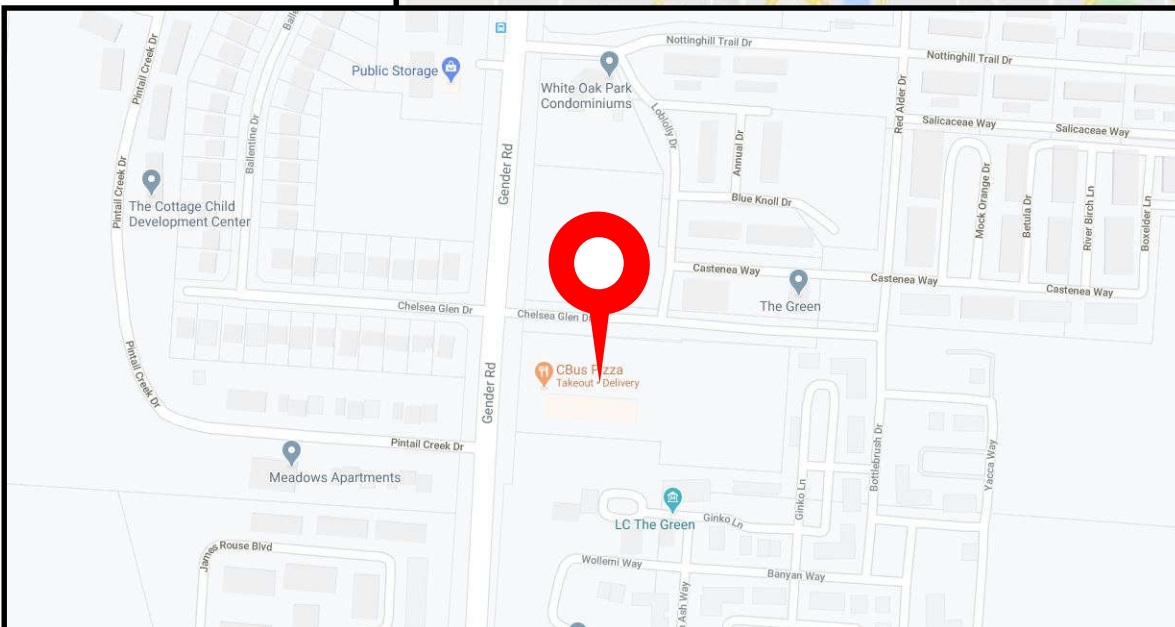 Nottinghill Trail Dr
Nottinghill Trail Dr
Public Storage
White Oak Park
Condominiums
Pintail Creek Dr
Ballentine Dr
Loblolly Dr
Annual Dr
Red Alder Dr
Salicaceae Way
Salicaceae Way
Gender Rd
Pintail Creek Dr
The Cottage Child
Development Center
Blue Knoll Dr
Mock Orange Dr
Betula Dr
River Birch Ln
Boxelder Ln
Castenea Way
Castenea Way
Castenea Way
The Green
Chelsea Glen Dr
Chelsea Glen Dr
Pintail Creek Dr
Gender Rd
CBus Pizza
Takeout - Delivery
Pintail Creek Dr
Meadows Apartments
Bottlebrush Dr
Yacca Way
Ginko Ln
LC The Green
Ginko Ln
James Rouse Blvd
Wollemi Way
Banyan Way
Ash Way